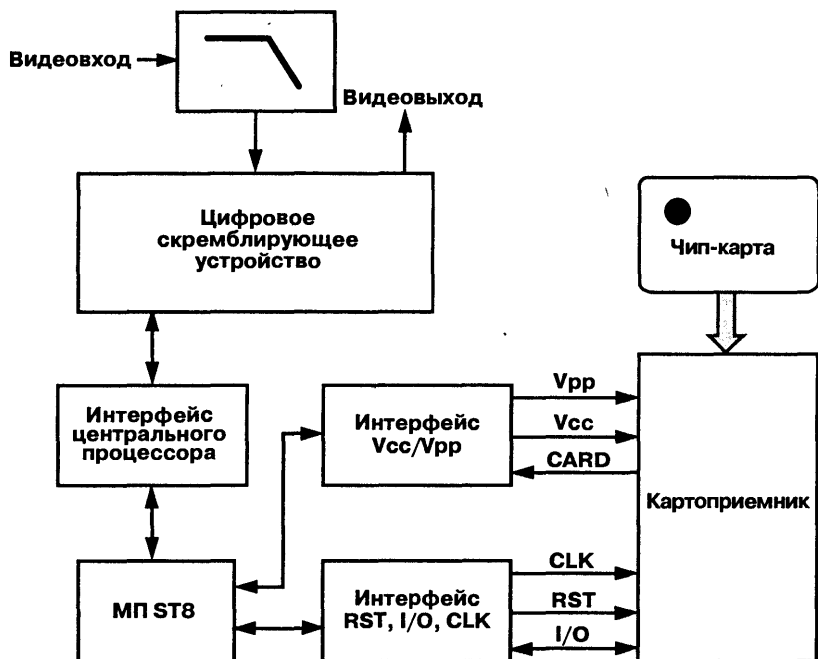 Видеовход
Видеовыход
Цифровое
скремблирующее
устройство
Чип-карта
Интерфейс
центрального
процессора
Интерфейс
Vcc/Vpp
Vpp
Vcc
CARD
Картоприемник
МП ST8
Интерфейс
RST, I/O, CLK
CLK
RST
I/O